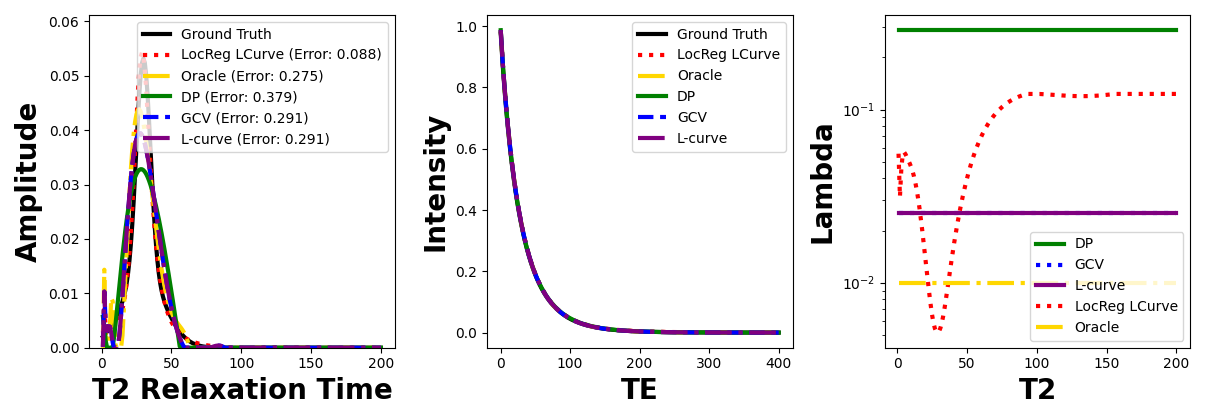 Amplitude
0.06
0.05
0.04
0.03
0.02
0.01
0.00
0 50 100 150 200
T2 Relaxation Time
Ground Truth
LocReg LCurve (Error: 0.088)
Oracle (Error: 0.275)
DP (Error: 0.379)
GCV (Error: 0.291)
L-curve (Error: 0.291)
Intensity
1.0
0.8
0.6
0.4
0.2
0.0
0 100 200 300 400
TE
Ground Truth
LocReg LCurve
Oracle
DP
GCV
L-curve
Lambda
10⁻¹
10⁻²
0 50 100 150 200
T2
DP
GCV
L-curve
LocReg LCurve
Oracle